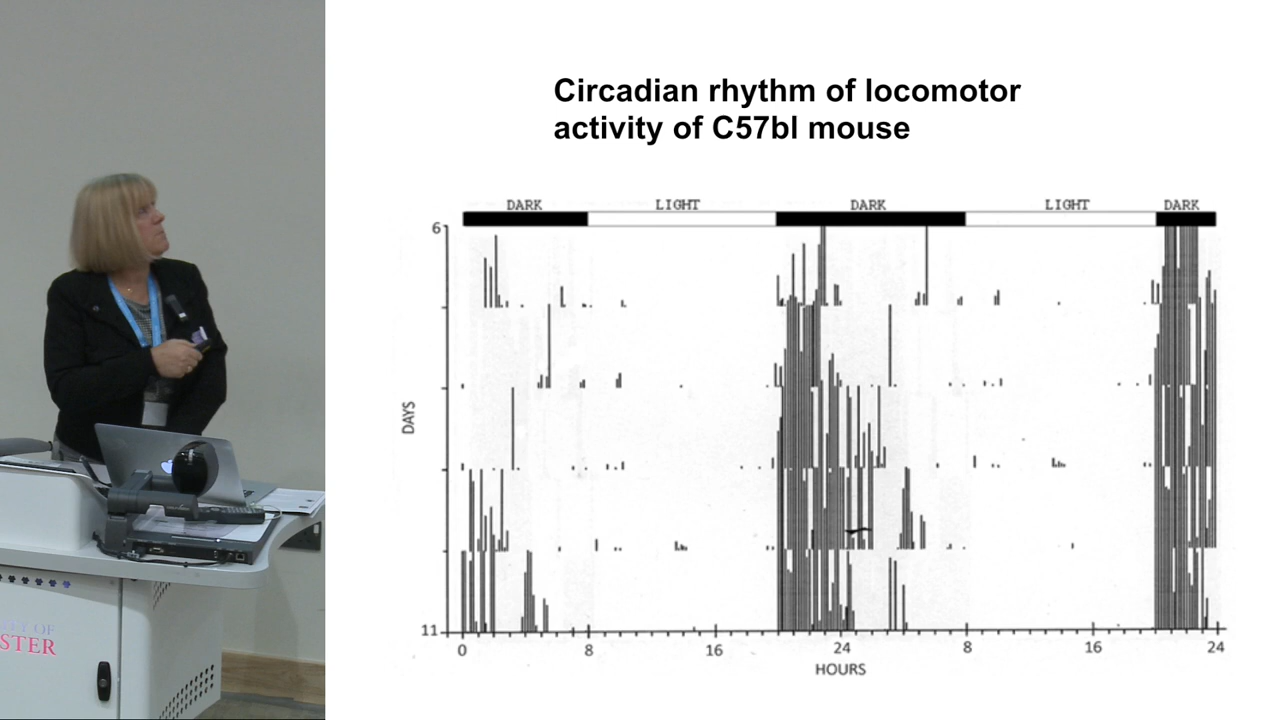 Circadian rhythm of locomotor
activity of C57bl mouse
DARK LIGHT DARK LIGHT DARK
6
DAYS
11
0 8 16 24 8 16 24
HOURS
OF
STER